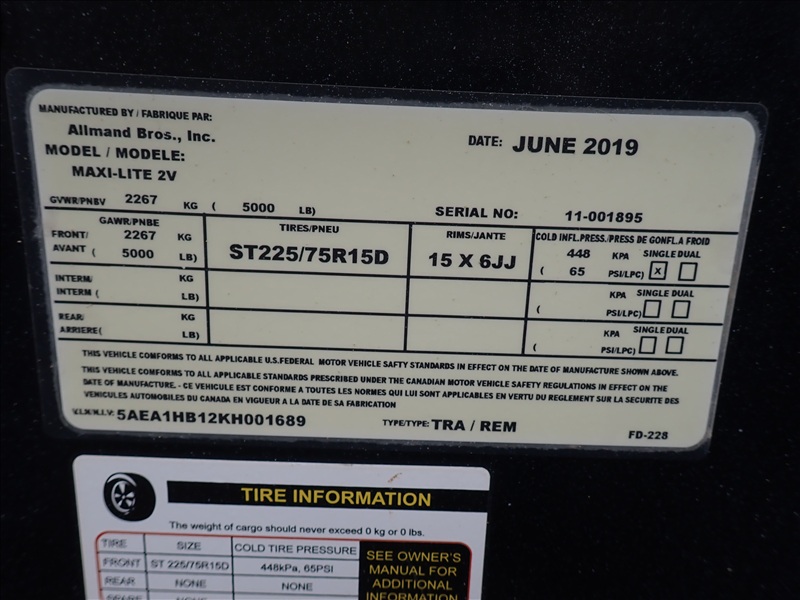 MANUFACTURED BY / FABRIQUE PAR:
Allmand Bros., Inc.
DATE: JUNE 2019
MODEL / MODELE:
MAXI-LITE 2V
GVWR/PNBV 2267 KG ( 5000 LB)
SERIAL NO: 11-001895
GAWR/PNBE TIRES/PNEU RIMS/JANTE COLD INFL.PRESS./PRESS DE GONFL.A FROID
FRONT/ 2267 KG ST225/75R15D 15 X 6JJ 448 KPA SINGLE DUAL
AVANT ( 5000 LB) ( 65 PSI/LPC) X
INTERM/ KG KPA SINGLE DUAL
INTERM ( LB) ( PSI/LPC)
REAR/ KG KPA SINGLE DUAL
ARRIERE( LB) ( PSI/LPC)
THIS VEHICLE CONFORMS TO ALL APPLICABLE U.S.FEDERAL MOTOR VEHICLE SAFTY STANDARDS IN EFFECT ON THE DATE OF MANUFACTURE SHOWN ABOVE.
THIS VEHICLE CONFORMS TO ALL APPLICABLE STANDARDS PRESCRIBED UNDER THE CANADIAN MOTOR VEHICLE SAFETY REGULATIONS IN EFFECT ON THE
DATE OF MANUFACTURE. - CE VEHICULE EST CONFORME A TOUTES LES NORMES QUI LUI SONT APPLICABLES EN VERTU DU REGLEMENT SUR LA SECURITE DES
VEHICULES AUTOMOBILES DU CANADA EN VIGUEUR A LA DATE DE SA FABRICATION
V.I.N./N.I.V: 5AEA1HB12KH001689 TYPE/TYPE: TRA / REM
FD-228
TIRE INFORMATION
The weight of cargo should never exceed 0 kg or 0 lbs.
TIRE SIZE COLD TIRE PRESSURE
FRONT ST 225/75R15D 448kPa, 65PSI
REAR NONE NONE
SPARE NONE
SEE OWNER'S
MANUAL FOR
ADDITIONAL
INFORMATION